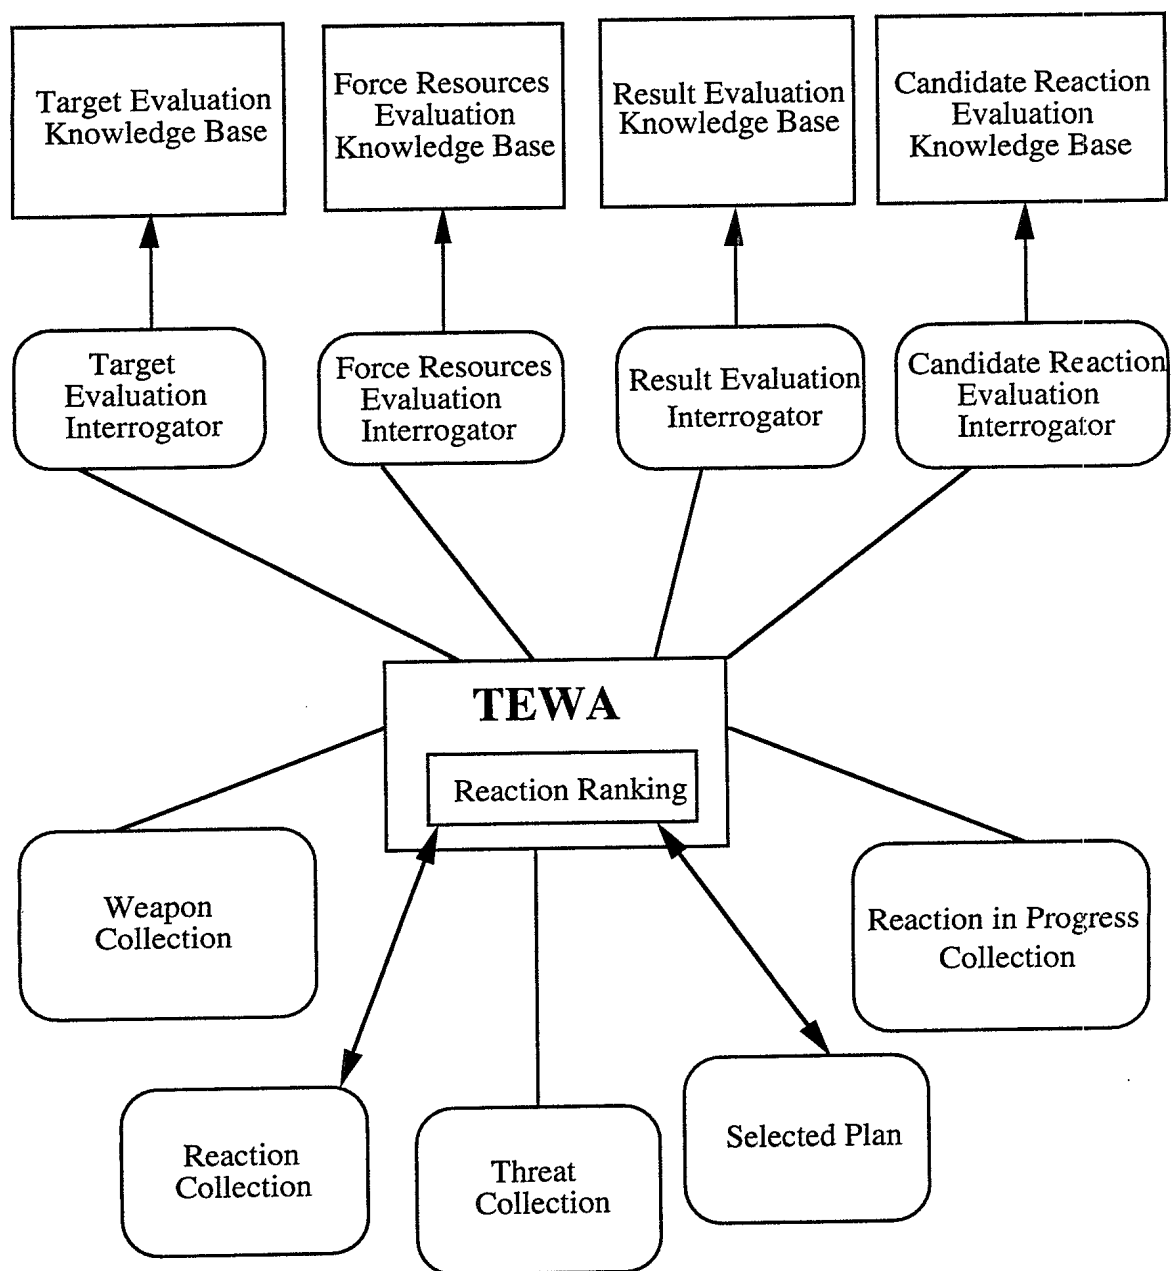 Target Evaluation
Knowledge Base
Force Resources
Evaluation
Knowledge Base
Result Evaluation
Knowledge Base
Candidate Reaction
Evaluation
Knowledge Base
Target
Evaluation
Interrogator
Force Resources
Evaluation
Interrogator
Result Evaluation
Interrogator
Candidate Reaction
Evaluation
Interrogator
TEWA
Reaction Ranking
Weapon
Collection
Reaction in Progress
Collection
Reaction
Collection
Threat
Collection
Selected Plan